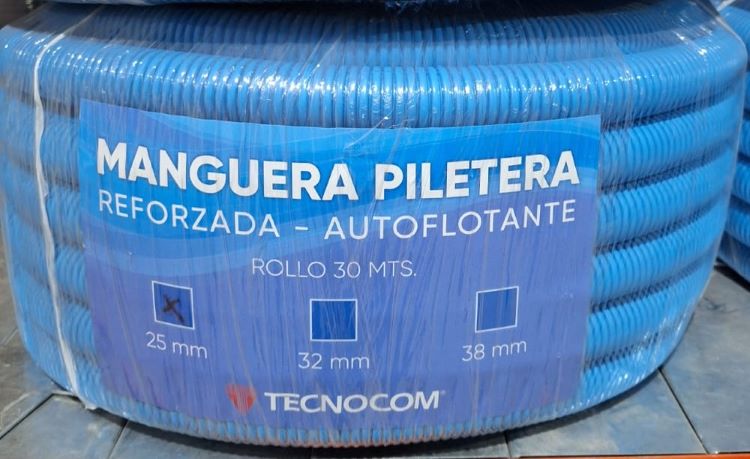 MANGUERA PILETERA
REFORZADA - AUTOFLOTANTE
ROLLO 30 MTS.
25 mm
32 mm
38 mm
TECNOCOM®